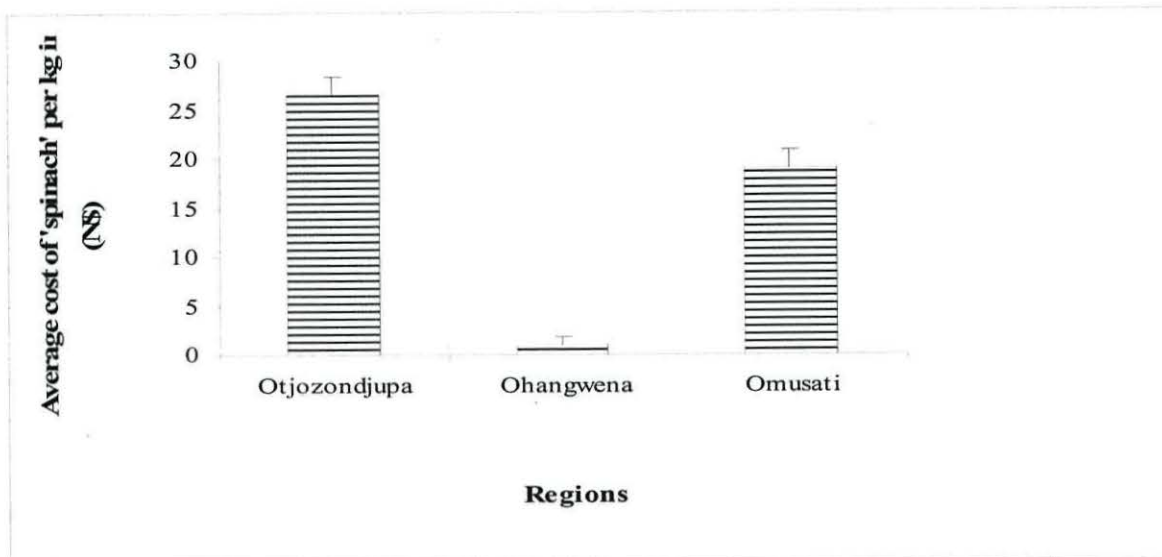 Average cost of 'spinach' per kg in
(N$)
30
25
20
15
10
5
0
Otjozondjupa Ohangwena Omusati
Regions